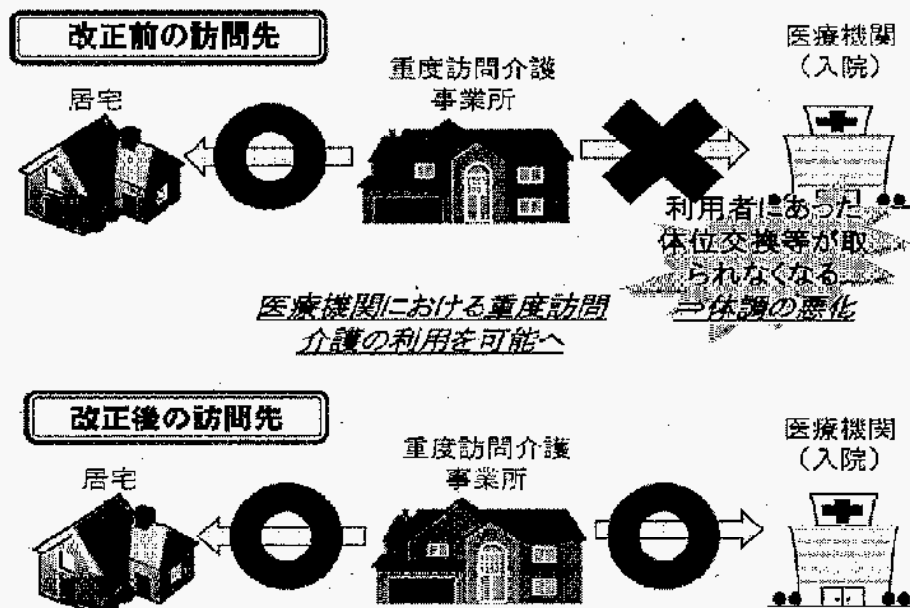 改正前の訪問先
居宅
重度訪問介護
事業所
医療機関
（入院）
利用者にあった
体位交換等が取
られなくなる
⇒体調の悪化
医療機関における重度訪問
介護の利用を可能へ
改正後の訪問先
居宅
重度訪問介護
事業所
医療機関
（入院）